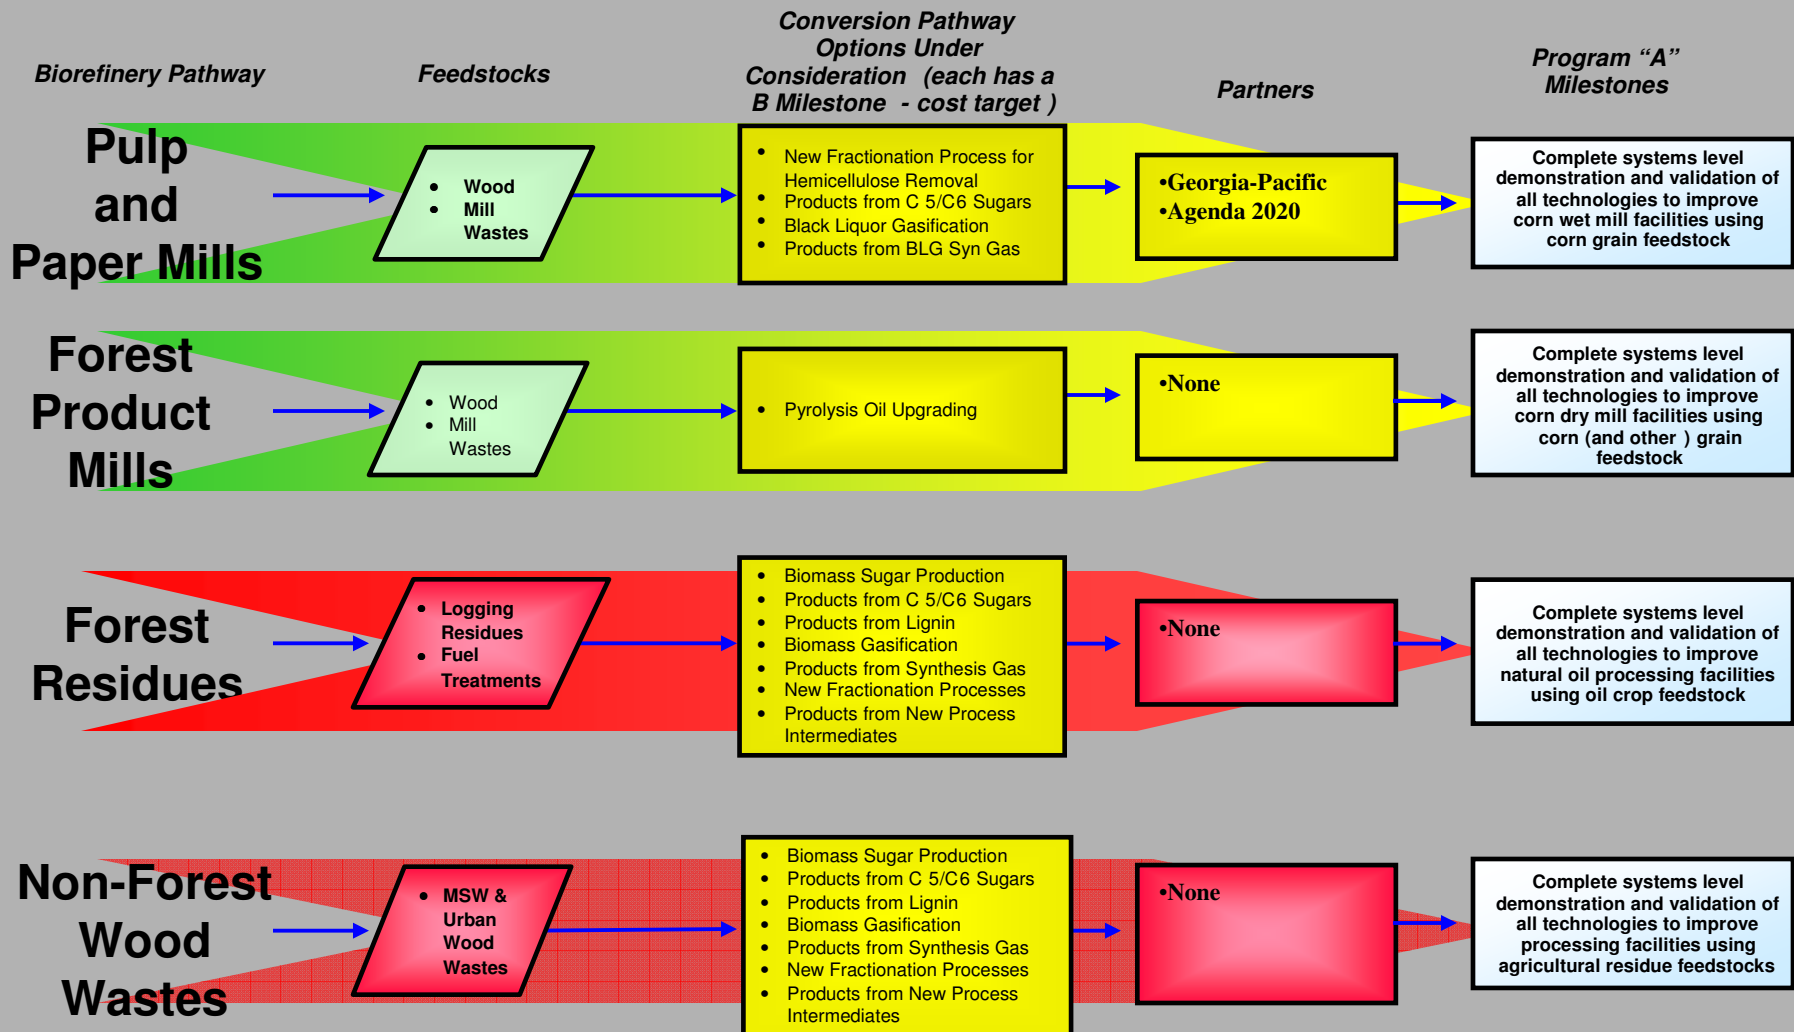 Biorefinery Pathway
Feedstocks
Conversion Pathway
Options Under
Consideration (each has a
B Milestone - cost target )
Partners
Program “A”
Milestones
Pulp
and
Paper Mills
• Wood
• Mill
Wastes
• New Fractionation Process for
Hemicellulose Removal
• Products from C 5/C6 Sugars
• Black Liquor Gasification
• Products from BLG Syn Gas
•Georgia-Pacific
•Agenda 2020
Complete systems level
demonstration and validation of
all technologies to improve
corn wet mill facilities using
corn grain feedstock
Forest
Product
Mills
• Wood
• Mill
Wastes
• Pyrolysis Oil Upgrading
•None
Complete systems level
demonstration and validation of
all technologies to improve
corn dry mill facilities using
corn (and other ) grain
feedstock
Forest
Residues
• Logging
Residues
• Fuel
Treatments
• Biomass Sugar Production
• Products from C 5/C6 Sugars
• Products from Lignin
• Biomass Gasification
• Products from Synthesis Gas
• New Fractionation Processes
• Products from New Process
Intermediates
•None
Complete systems level
demonstration and validation of
all technologies to improve
natural oil processing facilities
using oil crop feedstock
Non-Forest
Wood
Wastes
• MSW &
Urban
Wood
Wastes
• Biomass Sugar Production
• Products from C 5/C6 Sugars
• Products from Lignin
• Biomass Gasification
• Products from Synthesis Gas
• New Fractionation Processes
• Products from New Process
Intermediates
•None
Complete systems level
demonstration and validation of
all technologies to improve
processing facilities using
agricultural residue feedstocks